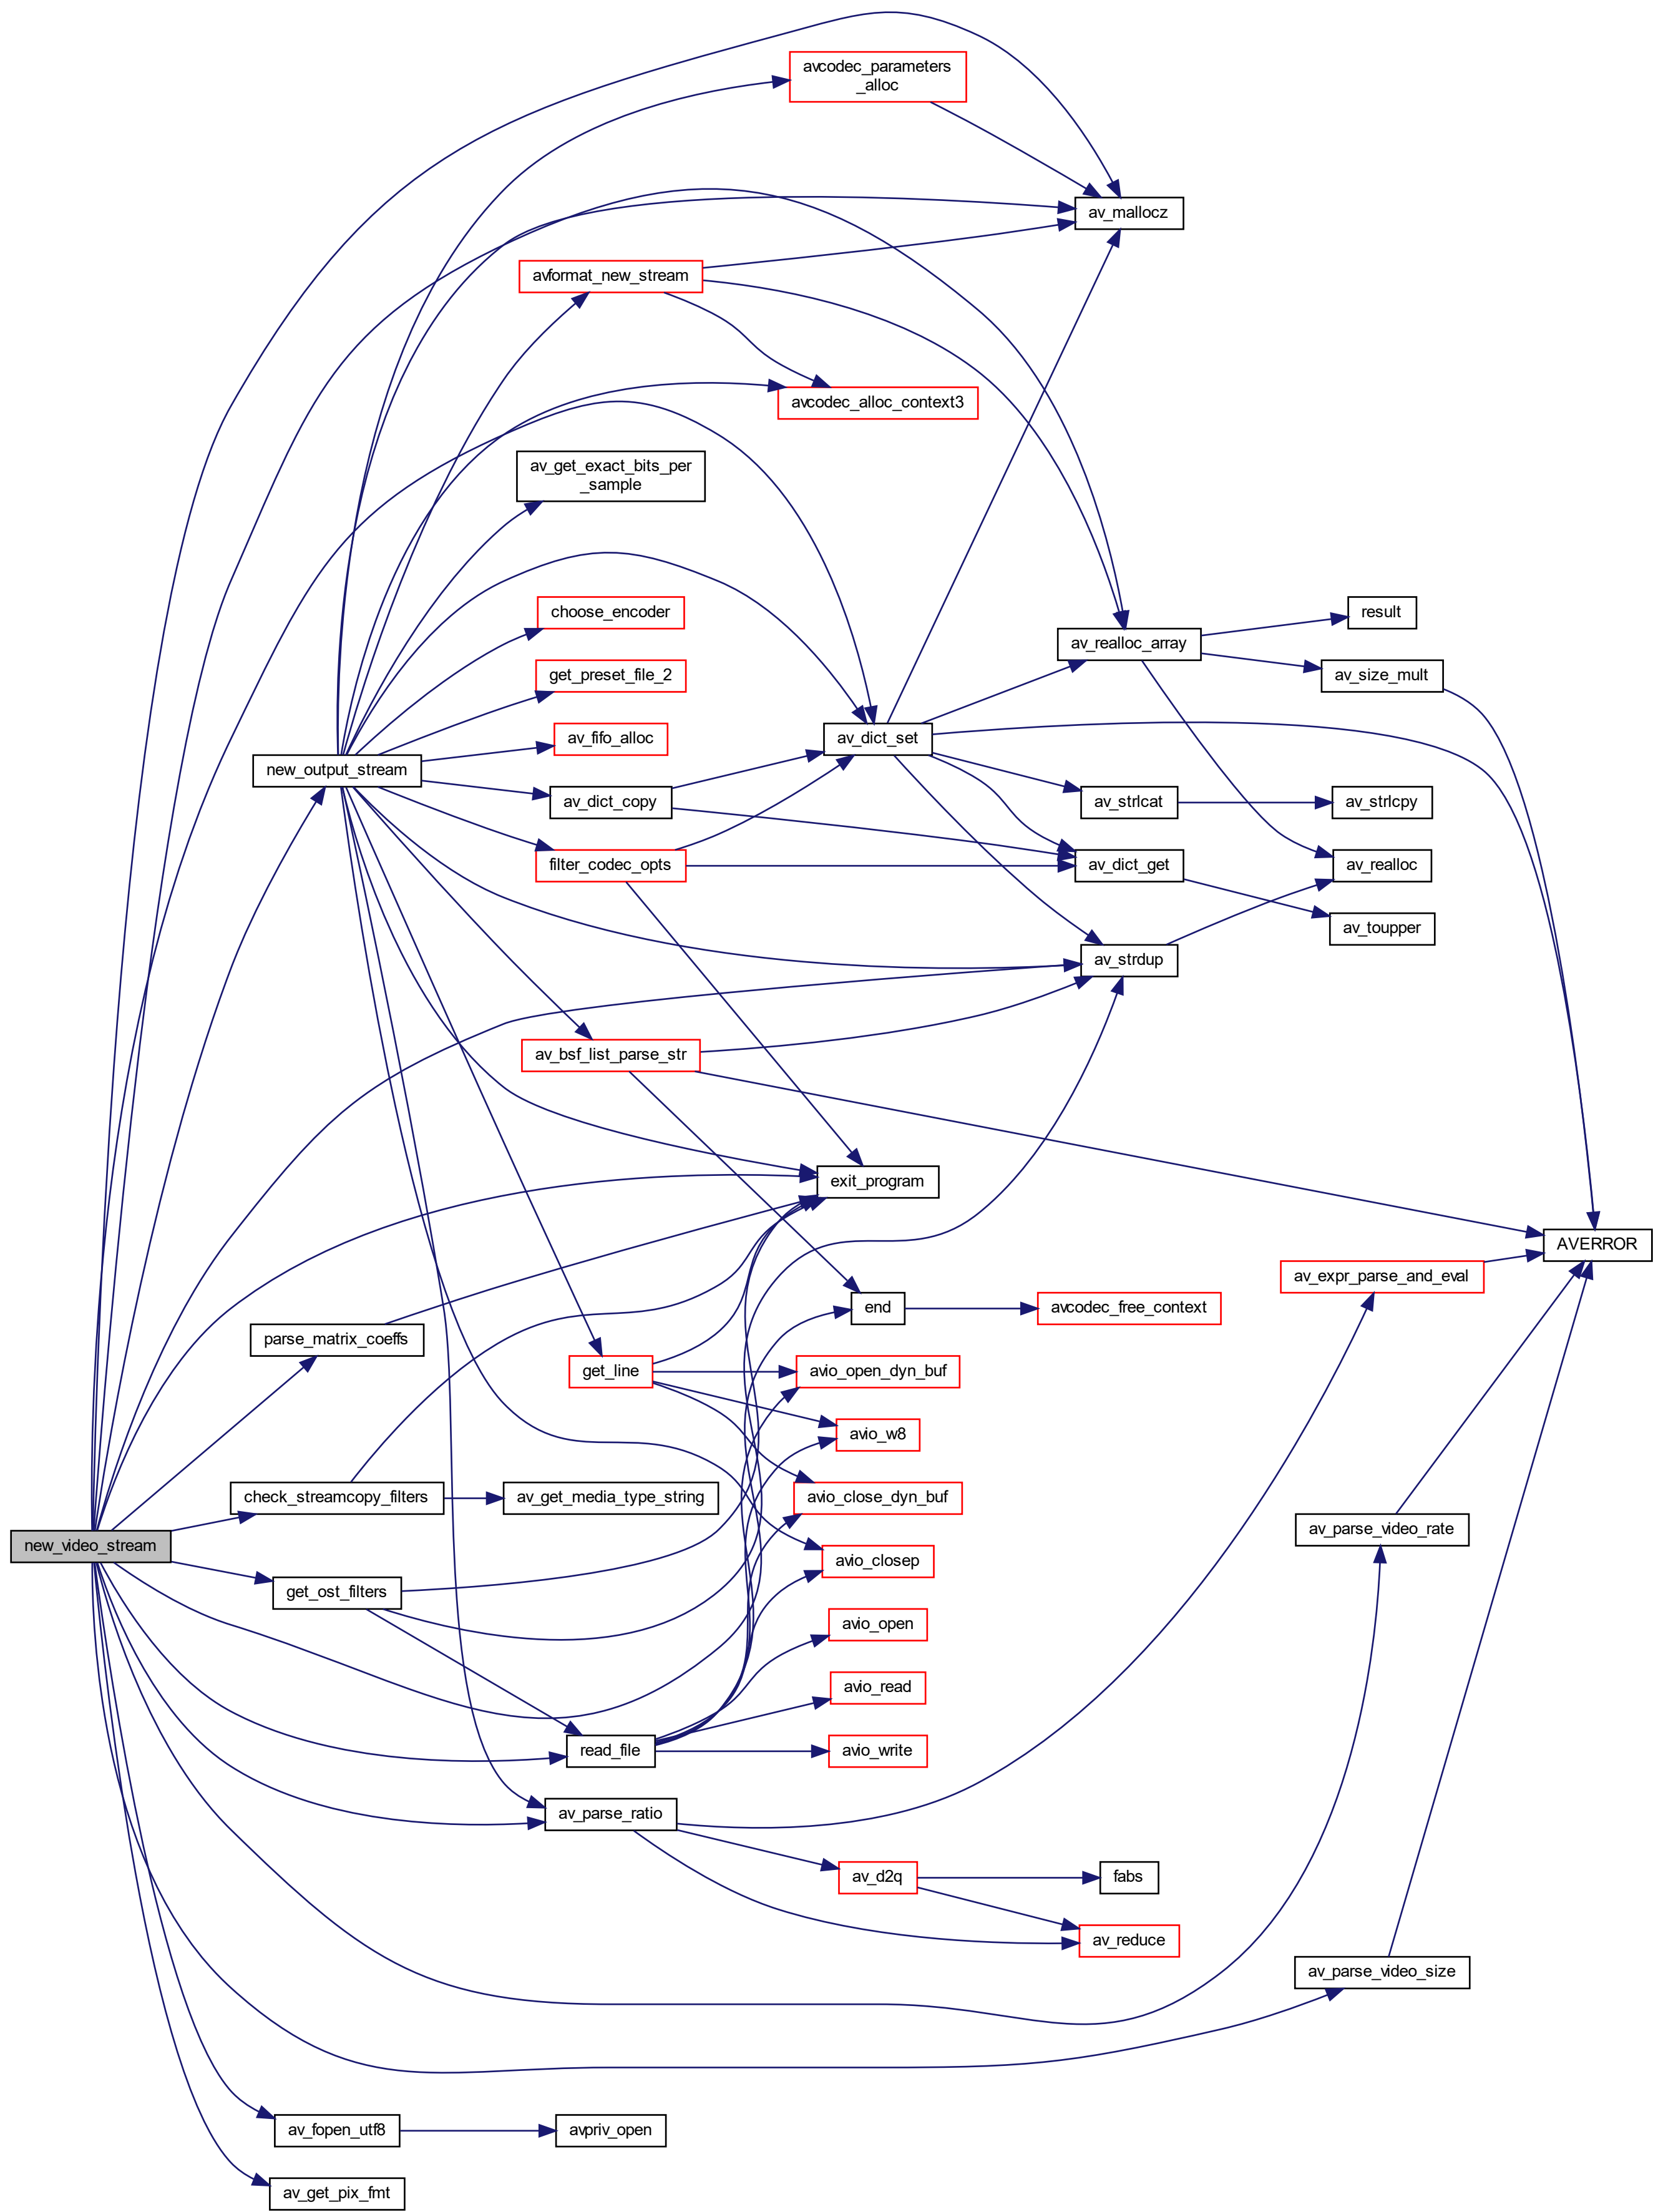 avcodec_parameters
_alloc
av_mallocz
avformat_new_stream
avcodec_alloc_context3
av_get_exact_bits_per
_sample
choose_encoder
result
av_realloc_array
av_size_mult
get_preset_file_2
av_fifo_alloc
av_dict_set
new_output_stream
av_dict_copy
av_strlcat
av_strlcpy
filter_codec_opts
av_dict_get
av_realloc
av_toupper
av_strdup
av_bsf_list_parse_str
exit_program
AVERROR
av_expr_parse_and_eval
end
avcodec_free_context
parse_matrix_coeffs
get_line
avio_open_dyn_buf
avio_w8
check_streamcopy_filters
av_get_media_type_string
avio_close_dyn_buf
av_parse_video_rate
new_video_stream
avio_closep
get_ost_filters
avio_open
avio_read
read_file
avio_write
av_parse_ratio
av_d2q
fabs
av_reduce
av_parse_video_size
av_fopen_utf8
avpriv_open
av_get_pix_fmt